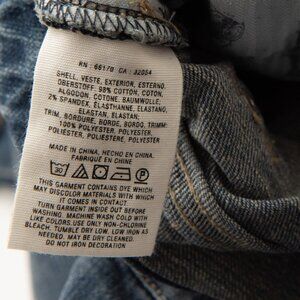 RN : 66170 CA : 32054
SHELL, VESTE, EXTERIOR, ESTERNO,
OBERSTOFF: 98% COTTON, COTON,
ALGODON, COTONE, BAUMWOLLE;
2% SPANDEX, ELASTHANNE, ELASTANO,
ELASTAN, ELASTAN;
TRIM, BORDURE, BORDE, BORDO, TRIMM:
100% POLYESTER, POLYESTER,
POLIÉSTER, POLIESTERE, POLYESTER
MADE IN CHINA, HECHO EN CHINA,
FABRIQUÉ EN CHINE
30
P
THIS GARMENT CONTAINS DYE WHICH
MAY DISCOLOR MATERIALS WITH WHICH
IT COMES IN CONTACT
TURN GARMENT INSIDE OUT BEFORE
WASHING. MACHINE WASH COLD WITH
LIKE COLORS. USE ONLY NON-CHLORINE
BLEACH. TUMBLE DRY LOW. LOW IRON AS
NEEDED. MAY BE DRY CLEANED.
DO NOT IRON DECORATION